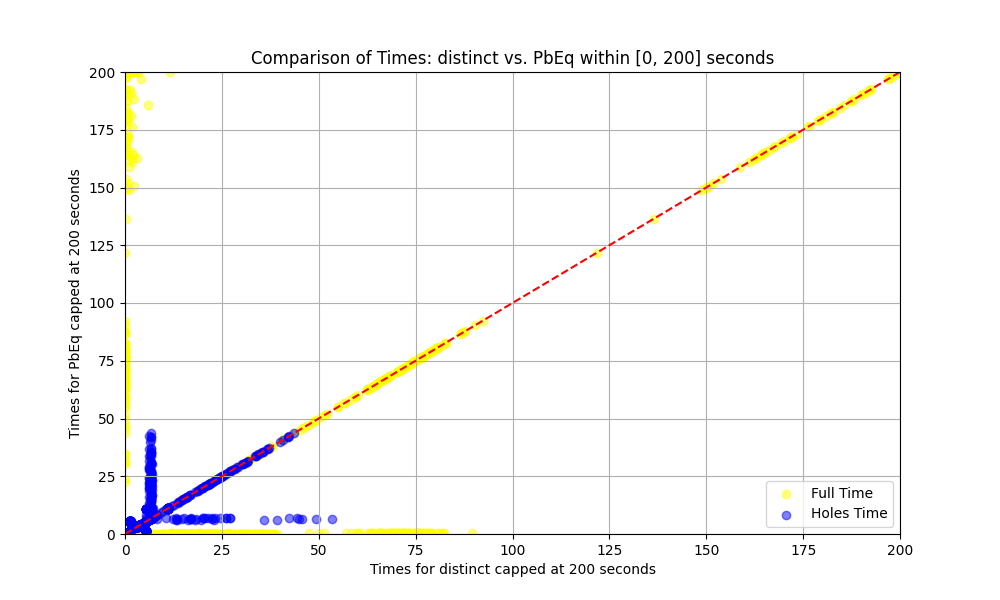 Comparison of Times: distinct vs. PbEq within [0, 200] seconds
Times for PbEq capped at 200 seconds
200
175
150
125
100
75
50
25
0
0 25 50 75 100 125 150 175 200
Times for distinct capped at 200 seconds
Full Time
Holes Time